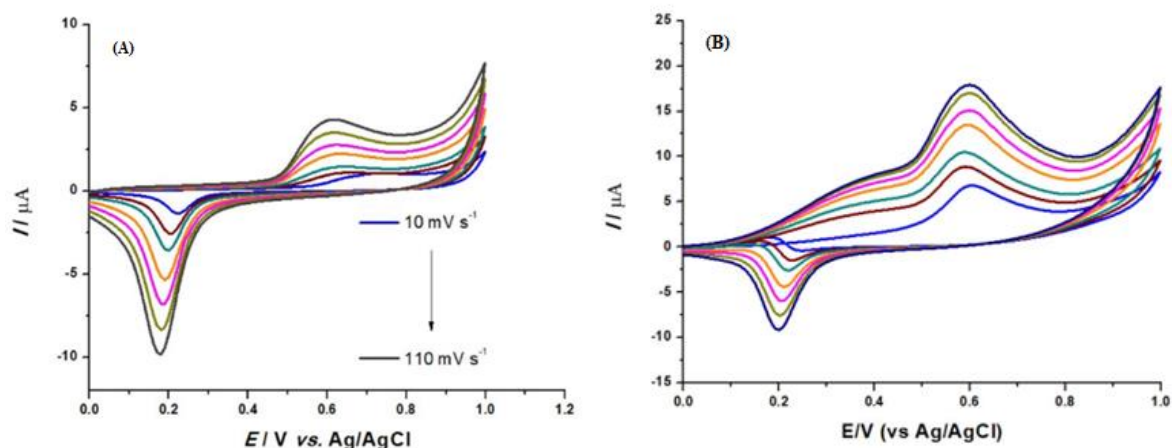 (A)
10
5
0
-5
-10
I / μA
10 mV s⁻¹
110 mV s⁻¹
0.0 0.2 0.4 0.6 0.8 1.0 1.2
E / V vs. Ag/AgCl
(B)
25
20
15
10
5
0
-5
-10
-15
I / μA
0.0 0.2 0.4 0.6 0.8 1.0
E/V (vs Ag/AgCl)